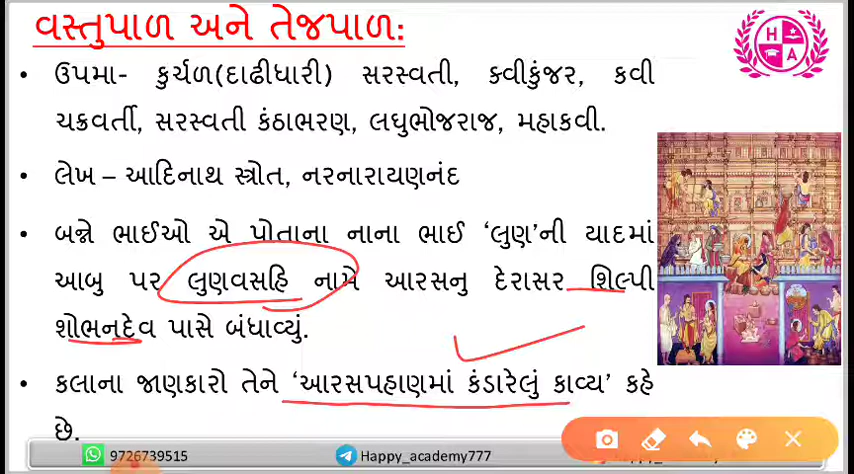 વસ્તુપાળ અને તેજપાળ:
H A
• ઉપમા- કુર્ચળ(દાઢીધારી) સરસ્વતી, ક્વીકુંજર, કવી
ચક્રવર્તી, સરસ્વતી કંઠાભરણ, લઘુભોજરાજ, મહાકવી.
• લેખ – આદિનાથ સ્ત્રોત, નરનારાયણનંદ
• બન્ને ભાઈઓ એ પોતાના નાના ભાઈ ‘લુણ’ની યાદમાં
આબુ પર લુણવસહિ નામે આરસનુ દેરાસર શિલ્પી
શોભનદેવ પાસે બંધાવ્યું.
• કલાના જાણકારો તેને ‘આરસપહાણમાં કંડારેલું કાવ્ય’ કહે
છે.
9726739515 Happy_academy777